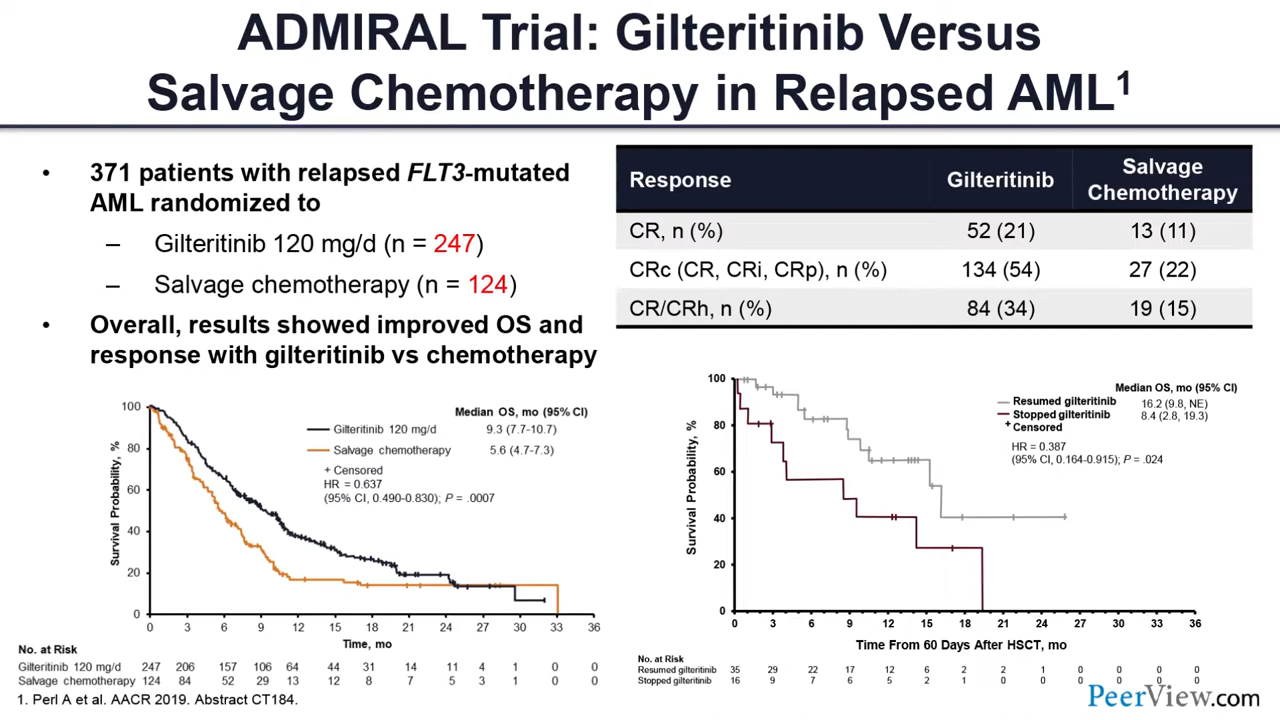 ADMIRAL Trial: Gilteritinib Versus
Salvage Chemotherapy in Relapsed AML1
• 371 patients with relapsed FLT3-mutated
AML randomized to
– Gilteritinib 120 mg/d (n = 247)
– Salvage chemotherapy (n = 124)
• Overall, results showed improved OS and
response with gilteritinib vs chemotherapy
Response Gilteritinib Salvage Chemotherapy
CR, n (%) 52 (21) 13 (11)
CRc (CR, CRi, CRp), n (%) 134 (54) 27 (22)
CR/CRh, n (%) 84 (34) 19 (15)
Survival Probability, %
100
80
60
40
20
0
Median OS, mo (95% CI)
Gilteritinib 120 mg/d 9.3 (7.7-10.7)
Salvage chemotherapy 5.6 (4.7-7.3)
+ Censored
HR = 0.637
(95% CI, 0.490-0.830); P = .0007
0 3 6 9 12 15 18 21 24 27 30 33 36
Time, mo
No. at Risk
Gilteritinib 120 mg/d 247 206 157 106 64 44 31 14 11 4 1 0 0
Salvage chemotherapy 124 84 52 29 13 12 8 7 5 3 1 0 0
Survival Probability, %
100
80
60
40
20
0
Median OS, mo (95% CI)
Resumed gilteritinib 16.2 (9.8, NE)
Stopped gilteritinib 8.4 (2.8, 19.3)
+ Censored
HR = 0.387
(95% CI, 0.164-0.915); P = .024
0 3 6 9 12 15 18 21 24 27 30 33 36
Time From 60 Days After HSCT, mo
No. at Risk
Resumed gilteritinib 35 29 22 17 12 6 2 2 1 0 0 0 0
Stopped gilteritinib 16 9 7 6 5 2 1 0 0 0 0 0 0
1. Perl A et al. AACR 2019. Abstract CT184.
PeerView.com